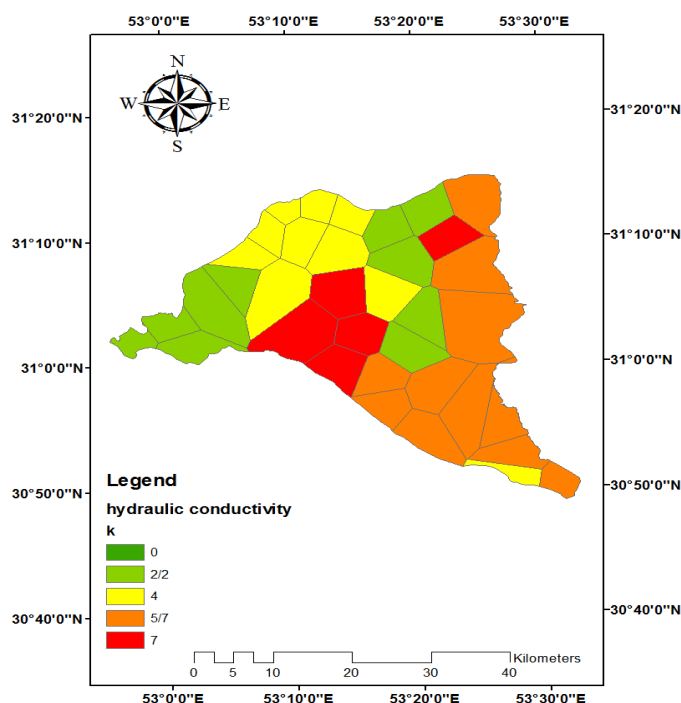 53°0'0"E 53°10'0"E 53°20'0"E 53°30'0"E
N
W E
S
31°20'0"N 31°20'0"N
31°10'0"N 31°10'0"N
31°0'0"N 31°0'0"N
30°50'0"N 30°50'0"N
30°40'0"N 30°40'0"N
Legend
hydraulic conductivity
k
0
2/2
4
5/7
7
Kilometers
0 5 10 20 30 40
53°0'0"E 53°10'0"E 53°20'0"E 53°30'0"E